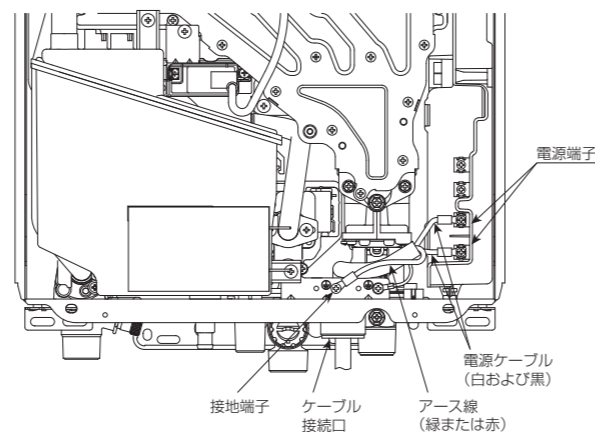 電源端子
電源ケーブル
(白および黒)
接地端子
ケーブル
接続口
アース線
(緑または赤)